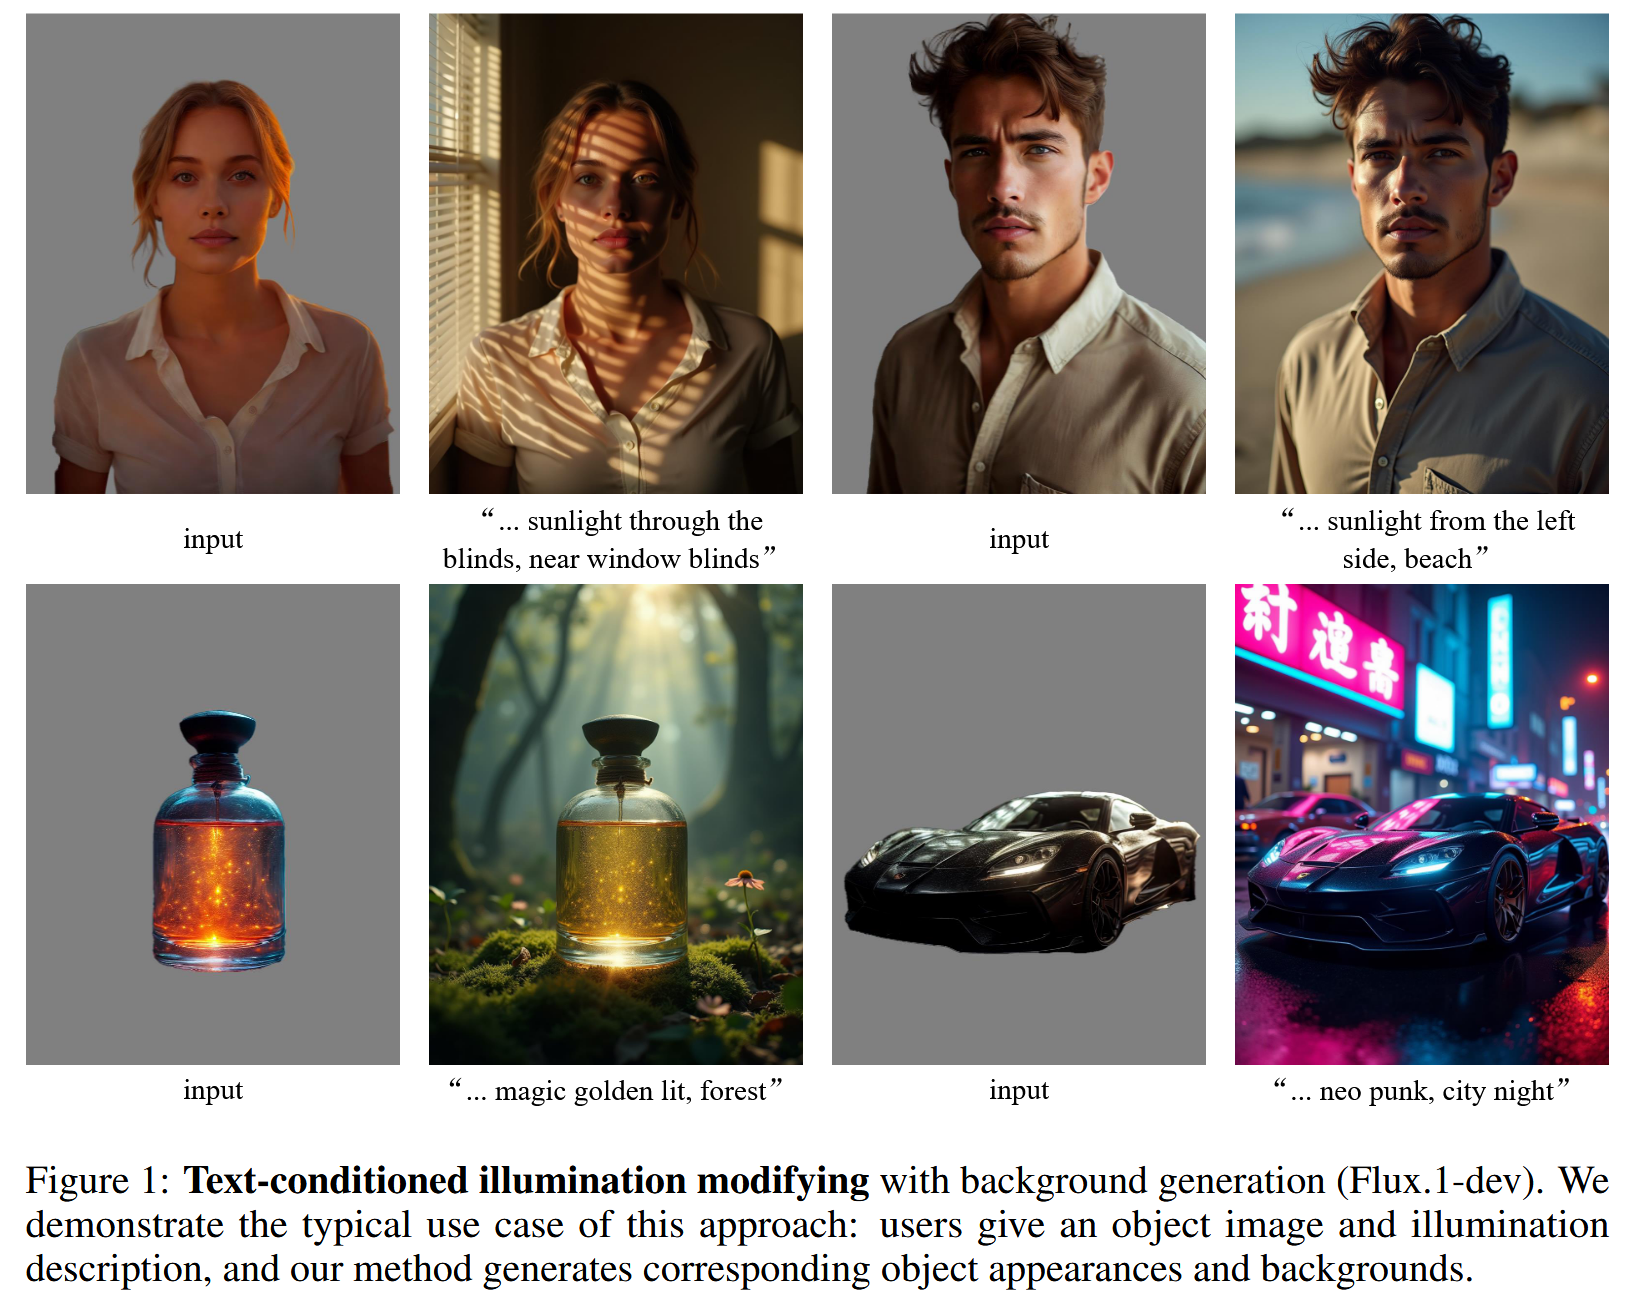 input
“... sunlight through the
blinds, near window blinds”
input
“... sunlight from the left
side, beach”
input
“... magic golden lit, forest”
input
“... neo punk, city night”
Figure 1: Text-conditioned illumination modifying with background generation (Flux.1-dev). We
demonstrate the typical use case of this approach: users give an object image and illumination
description, and our method generates corresponding object appearances and backgrounds.